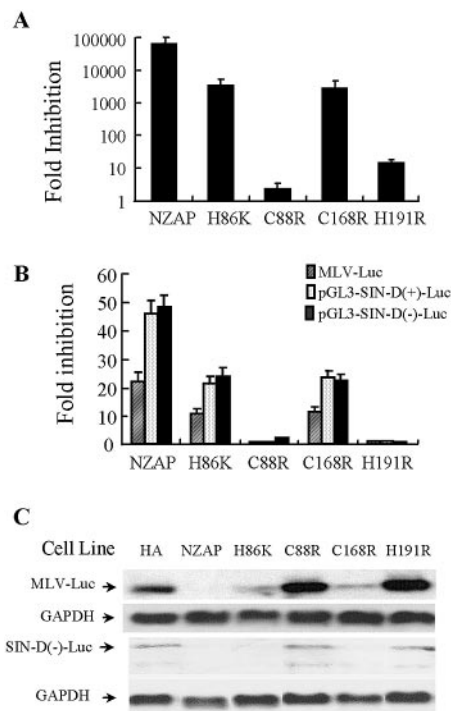 A
Fold Inhibition
100000
10000
1000
100
10
1
NZAP H86K C88R C168R H191R
B
Fold inhibition
60
50
40
30
20
10
0
MLV-Luc
pGL3-SIN-D(+)-Luc
pGL3-SIN-D(-)-Luc
NZAP H86K C88R C168R H191R
C
Cell Line HA NZAP H86K C88R C168R H191R
MLV-Luc
GAPDH
SIN-D(-)-Luc
GAPDH